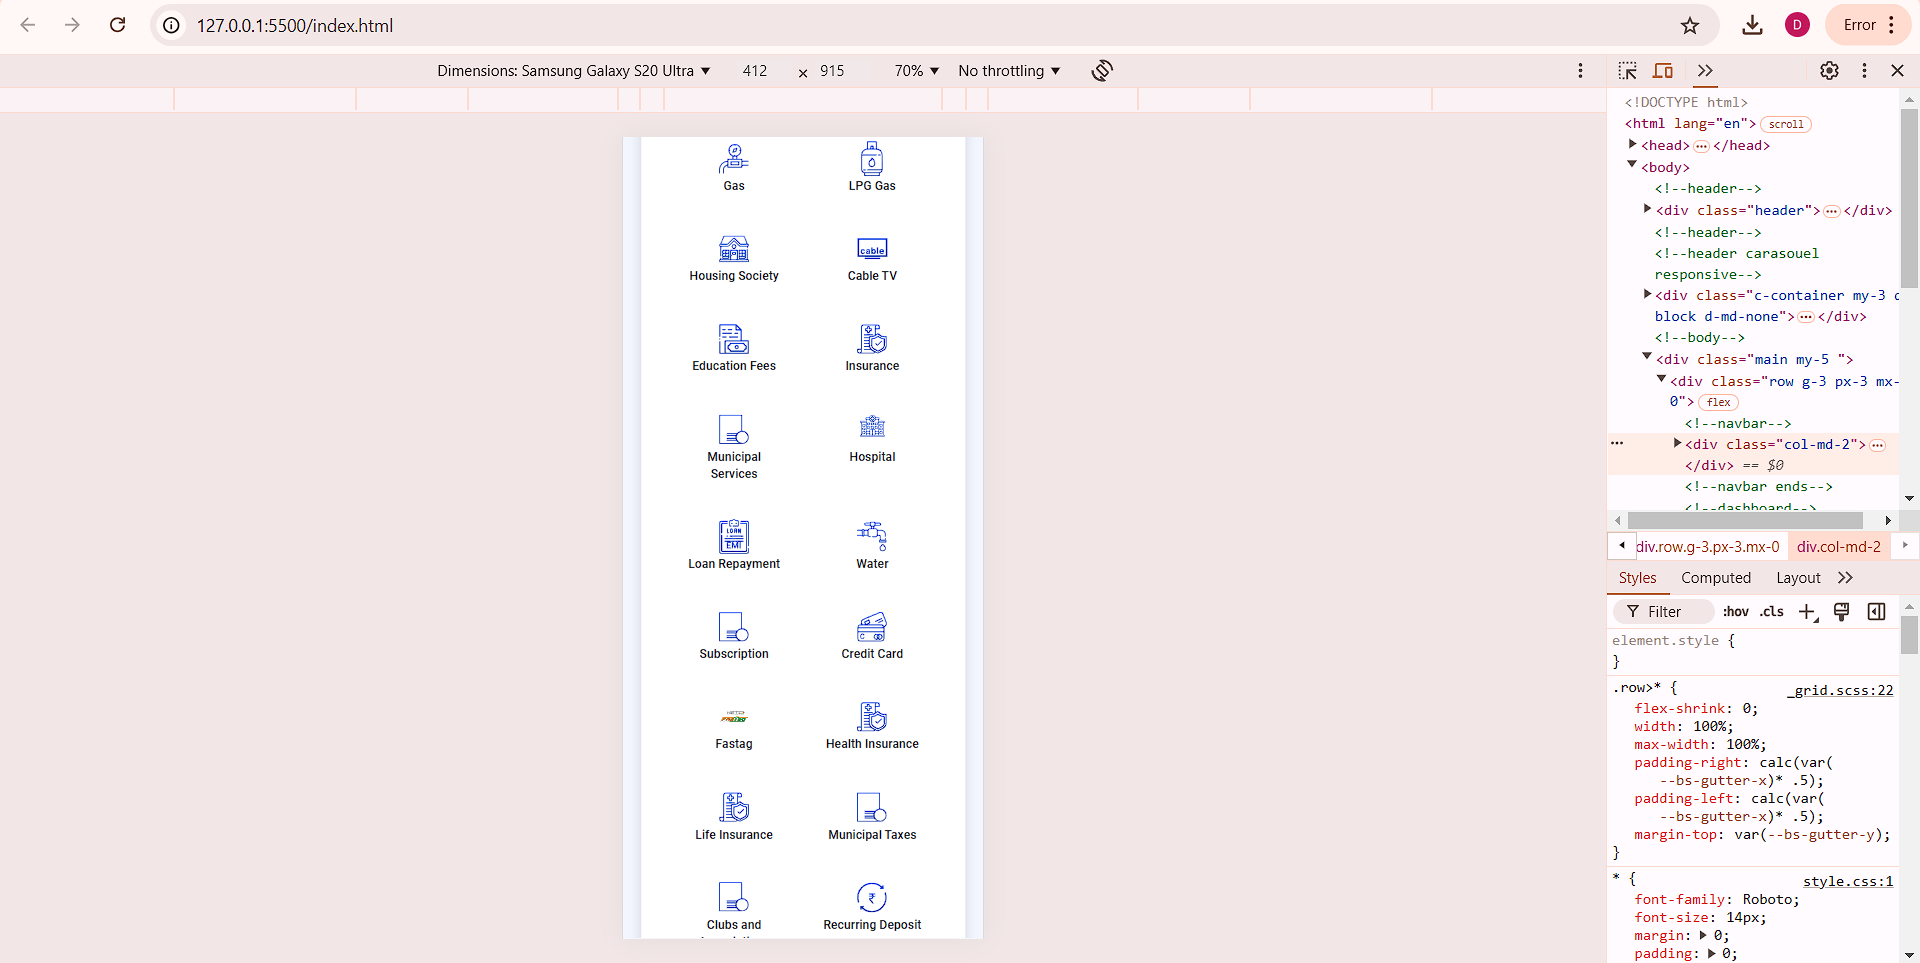 127.0.0.1:5500/index.html
D
Error
Dimensions: Samsung Galaxy S20 Ultra
412 x 915
70%
No throttling
Gas
LPG Gas
Housing Society
cable
Cable TV
Education Fees
Insurance
Municipal Services
Hospital
LOAN
EMI
Loan Repayment
Water
Subscription
Credit Card
Fastag
Health Insurance
Life Insurance
Municipal Taxes
Clubs and
₹
Recurring Deposit
<!DOCTYPE html>
<html lang="en"> scroll
<head> ... </head>
<body>
<!--header-->
<div class="header"> ... </div>
<!--header-->
<!--header carasouel
responsive-->
<div class="c-container my-3 d
block d-md-none"> ... </div>
<!--body-->
<div class="main my-5 ">
<div class="row g-3 px-3 mx-
0"> flex
<!--navbar-->
... <div class="col-md-2"> ...
</div> == $0
<!--navbar ends-->
<!--dashboard-->
div.row.g-3.px-3.mx-0
div.col-md-2
Styles
Computed
Layout
Filter
:hov
.cls
element.style {
}
.row>* {
_grid.scss:22
flex-shrink: 0;
width: 100%;
max-width: 100%;
padding-right: calc(var(
--bs-gutter-x)* .5);
padding-left: calc(var(
--bs-gutter-x)* .5);
margin-top: var(--bs-gutter-y);
}
* {
style.css:1
font-family: Roboto;
font-size: 14px;
margin: 0;
padding: 0;